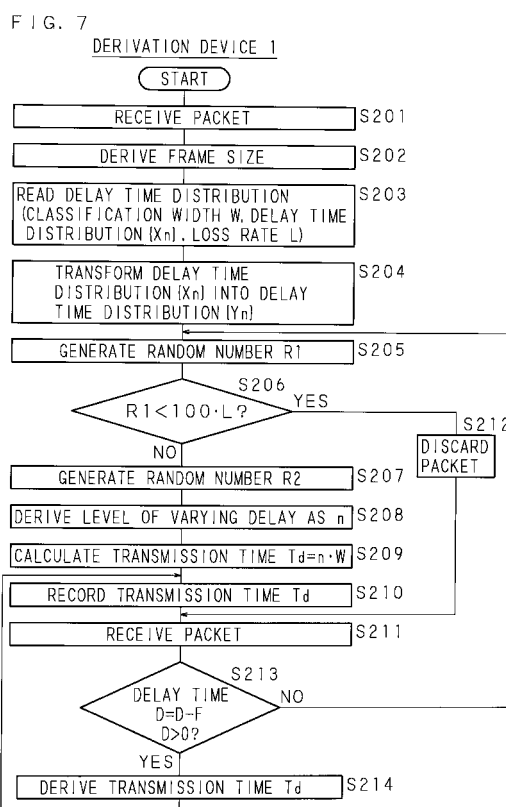 FIG. 7
DERIVATION DEVICE 1
START
RECEIVE PACKET
S201
DERIVE FRAME SIZE
S202
READ DELAY TIME DISTRIBUTION
(CLASSIFICATION WIDTH W, DELAY TIME
DISTRIBUTION {Xn}, LOSS RATE L)
S203
TRANSFORM DELAY TIME
DISTRIBUTION {Xn} INTO DELAY
TIME DISTRIBUTION {Yn}
S204
GENERATE RANDOM NUMBER R1
S205
S206
R1<100·L?
YES
NO
S212
DISCARD
PACKET
GENERATE RANDOM NUMBER R2
S207
DERIVE LEVEL OF VARYING DELAY AS n
S208
CALCULATE TRANSMISSION TIME Td=n·W
S209
RECORD TRANSMISSION TIME Td
S210
RECEIVE PACKET
S211
S213
DELAY TIME
D=D-F
D>0?
NO
YES
DERIVE TRANSMISSION TIME Td
S214